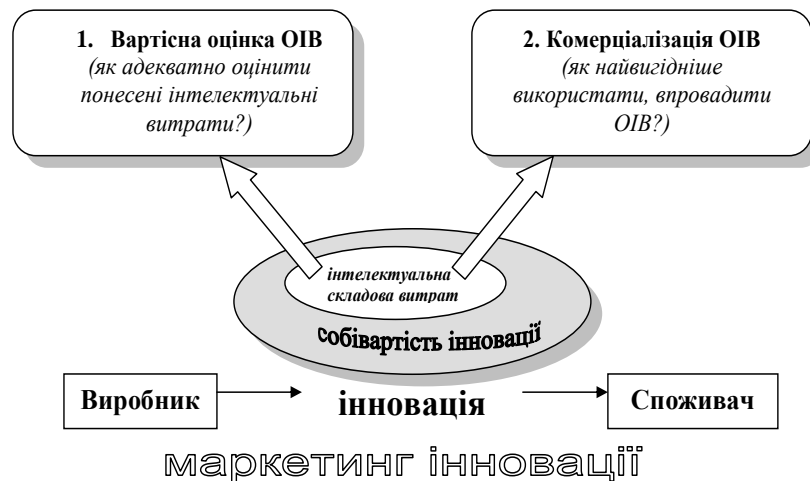 1. Вартісна оцінка ОІВ
(як адекватно оцінити
понесені інтелектуальні
витрати?)
2. Комерціалізація ОІВ
(як найвигідніше
використати, впровадити
ОІВ?)
інтелектуальна
складова витрат
собівартість інновації
Виробник
інновація
Споживач
маркетинг інновації